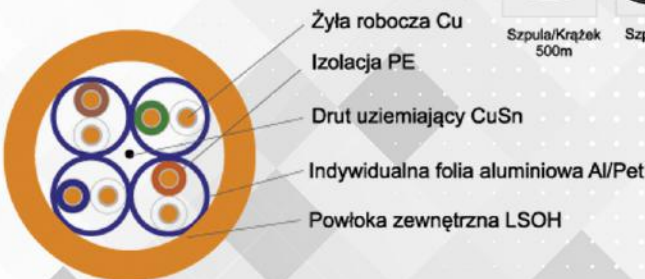 Żyła robocza Cu
Izolacja PE
Drut uziemiający CuSn
Indywidualna folia aluminiowa Al/Pet
Powłoka zewnętrzna LSOH
Szpula/Krążek
500m